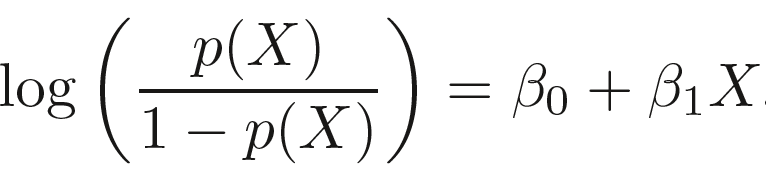 log ( p(X) / 1 − p(X) ) = β₀ + β₁X.